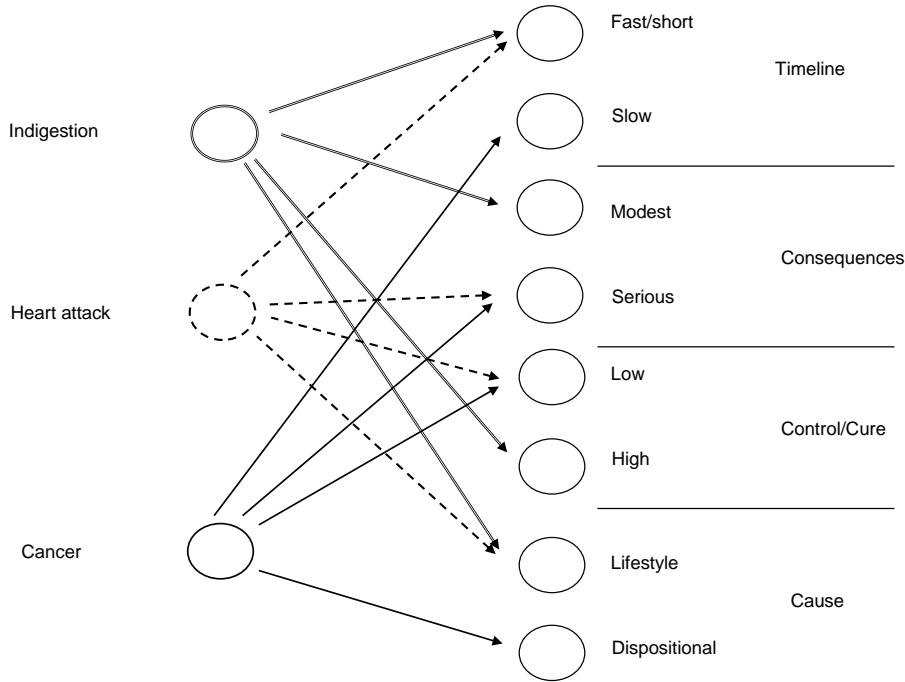 Fast/short
Timeline
Slow
Indigestion
Modest
Consequences
Serious
Heart attack
Low
Control/Cure
High
Cancer
Lifestyle
Cause
Dispositional